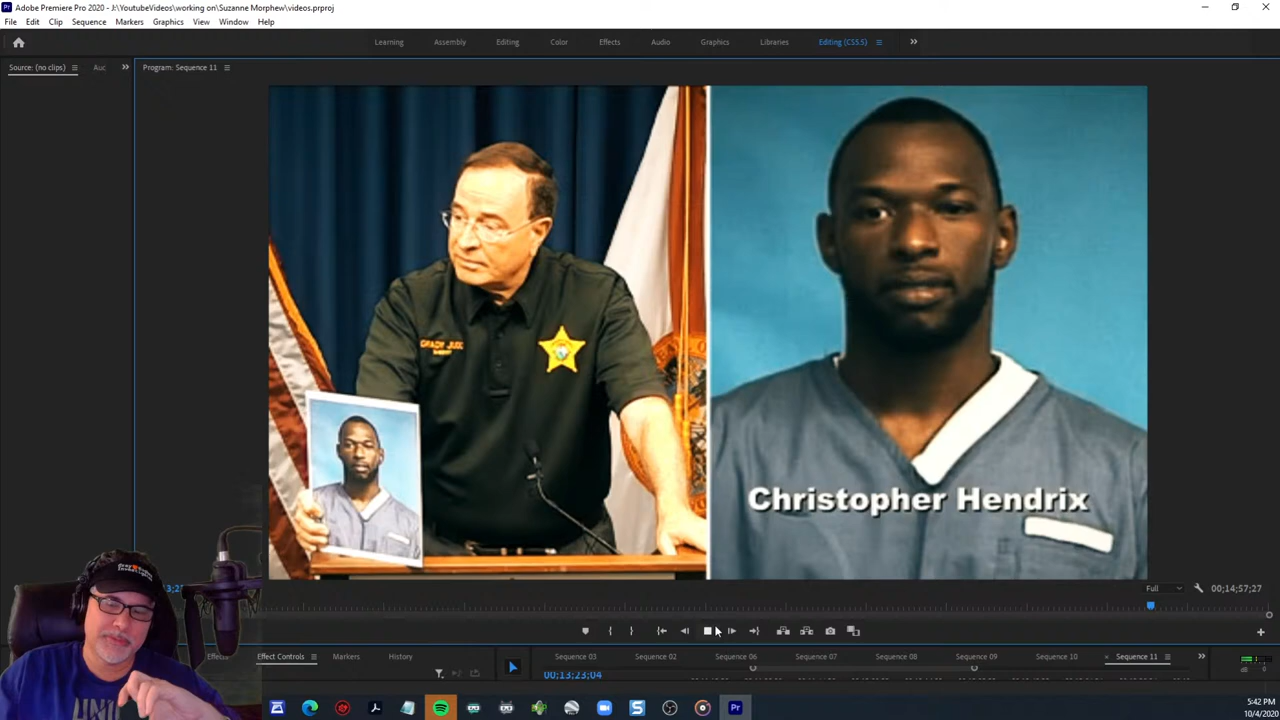 Adobe Premiere Pro 2020 - J:\YoutubeVideos\working on\Suzanne Morphew\videos.prproj
File Edit Clip Sequence Markers Graphics View Window Help
Learning Assembly Editing Color Effects Audio Graphics Libraries Editing (CS5.5)
Source: (no clips)
Program: Sequence 11
GRADY JUDD
Christopher Hendrix
Full
00;14;57;27
Effects
Effect Controls
Markers
History
Sequence 03 Sequence 02 Sequence 06 Sequence 07 Sequence 08 Sequence 09 Sequence 10 Sequence 11
00;13;23;04
5:42 PM
10/4/2020